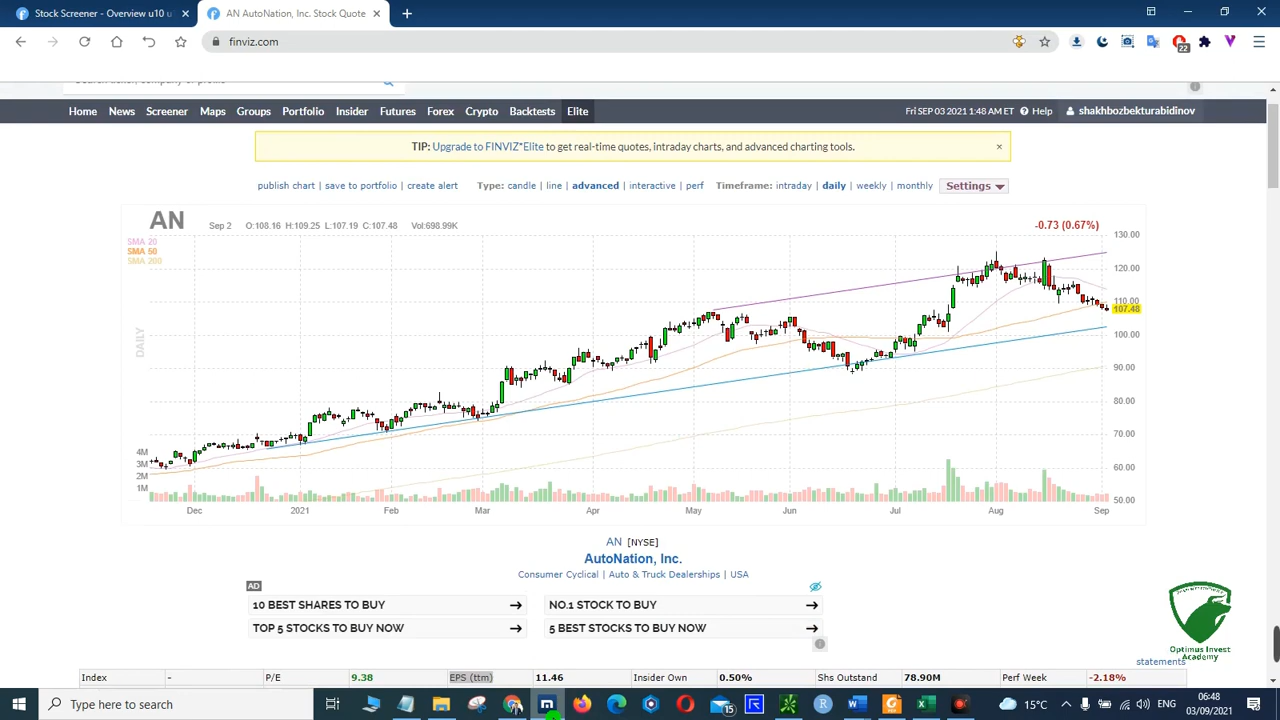 Stock Screener - Overview u10 u
AN AutoNation, Inc. Stock Quote
finviz.com
22
Home News Screener Maps Groups Portfolio Insider Futures Forex Crypto Backtests Elite
Fri SEP 03 2021 1:48 AM ET Help shakhbozbekturabidinov
TIP: Upgrade to FINVIZ*Elite to get real-time quotes, intraday charts, and advanced charting tools. ×
publish chart | save to portfolio | create alert Type: candle | line | advanced | interactive | perf Timeframe: intraday | daily | weekly | monthly Settings
AN Sep 2 O:108.16 H:109.25 L:107.19 C:107.48 Vol:698.99K -0.73 (0.67%)
SMA 20
SMA 50
SMA 200
DAILY
130.00
120.00
110.00
107.48
100.00
90.00
80.00
70.00
60.00
50.00
4M
3M
2M
1M
Dec 2021 Feb Mar Apr May Jun Jul Aug Sep
AN [NYSE]
AutoNation, Inc.
Consumer Cyclical | Auto & Truck Dealerships | USA
AD
10 BEST SHARES TO BUY
NO.1 STOCK TO BUY
TOP 5 STOCKS TO BUY NOW
5 BEST STOCKS TO BUY NOW
Optimus Invest
Academy
statements
Index - P/E 9.38 EPS (ttm) 11.46 Insider Own 0.50% Shs Outstand 78.90M Perf Week -2.18%
Type here to search
15
15°C
ENG
06:48
03/09/2021